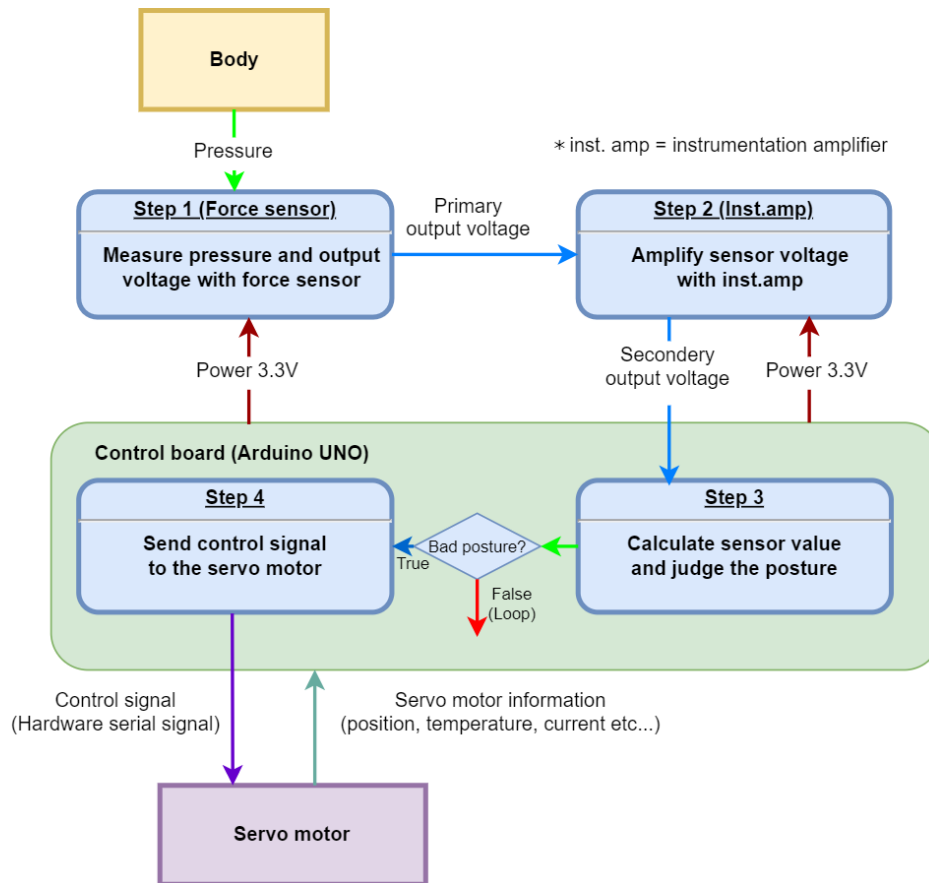 Body
Pressure
* inst. amp = instrumentation amplifier
Step 1 (Force sensor)
Measure pressure and output
voltage with force sensor
Primary
output voltage
Step 2 (Inst.amp)
Amplify sensor voltage
with inst.amp
Power 3.3V
Secondery
output voltage
Power 3.3V
Control board (Arduino UNO)
Step 4
Send control signal
to the servo motor
Bad posture?
True
False
(Loop)
Step 3
Calculate sensor value
and judge the posture
Control signal
(Hardware serial signal)
Servo motor information
(position, temperature, current etc...)
Servo motor